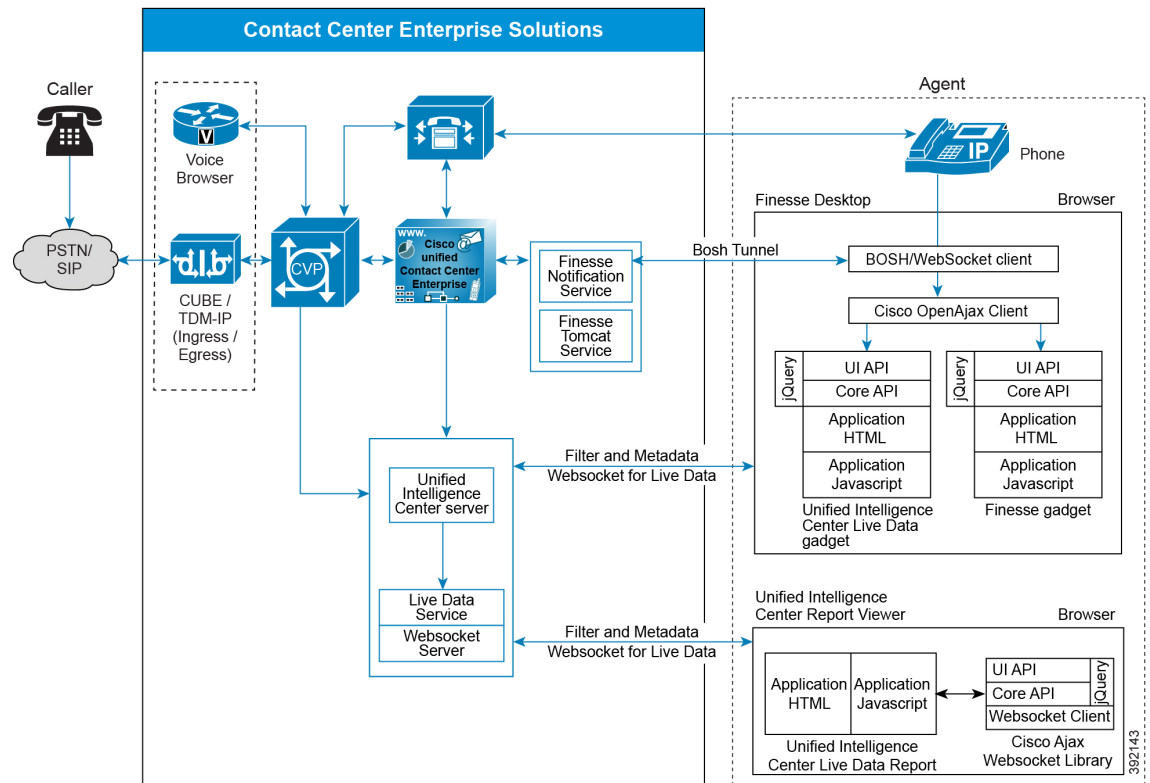 Contact Center Enterprise Solutions
Caller
Voice
Browser
V
PSTN/
SIP
CUBE /
TDM-IP
(Ingress /
Egress)
CVP
www.
Cisco
unified
Contact Center
Enterprise
Finesse
Notification
Service
Finesse
Tomcat
Service
Unified
Intelligence
Center server
Live Data
Service
Websocket
Server
Bosh Tunnel
Filter and Metadata
Websocket for Live Data
Filter and Metadata
Websocket for Live Data
Agent
IP
Phone
Finesse Desktop
Browser
BOSH/WebSocket client
Cisco OpenAjax Client
jQuery
UI API
Core API
Application
HTML
Application
Javascript
Unified Intelligence
Center Live Data
gadget
jQuery
UI API
Core API
Application
HTML
Application
Javascript
Finesse gadget
Unified Intelligence
Center Report Viewer
Browser
Application
HTML
Application
Javascript
Unified Intelligence
Center Live Data Report
UI API
Core API
jQuery
Websocket Client
Cisco Ajax
Websocket Library
392143